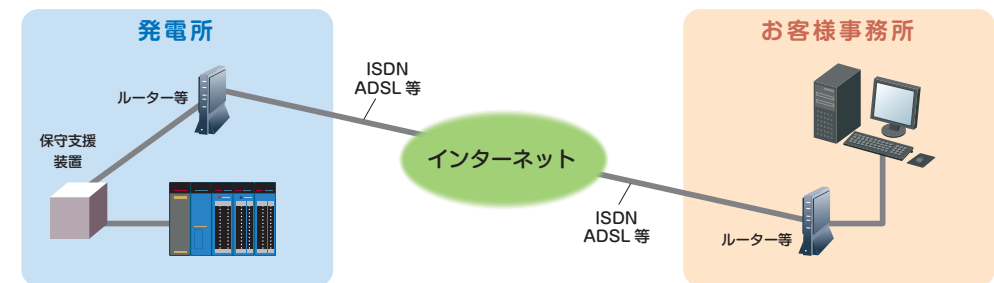 発電所
ルーター等
保守支援
装置
ISDN
ADSL 等
インターネット
ISDN
ADSL 等
お客様事務所
ルーター等